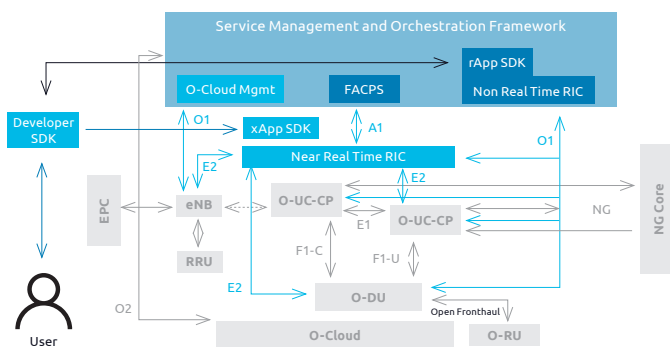 Service Management and Orchestration Framework
rApp SDK
O-Cloud Mgmt
FACPS
Non Real Time RIC
Developer
SDK
O1
xApp SDK
A1
O1
E2
Near Real Time RIC
E2
EPC
eNB
O-UC-CP
O-UC-CP
NG
NG Core
E1
RRU
F1-C
F1-U
E2
O-DU
O2
Open Fronthaul
User
O-Cloud
O-RU